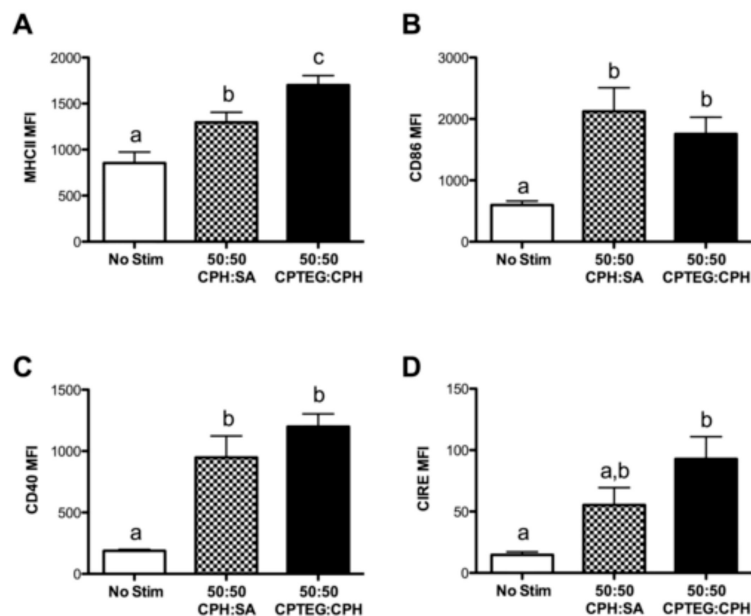 A
MHCII MFI
2000
1500
1000
500
0
a
b
c
No Stim
50:50
CPH:SA
50:50
CPTEG:CPH
B
CD86 MFI
3000
2000
1000
0
a
b
b
No Stim
50:50
CPH:SA
50:50
CPTEG:CPH
C
CD40 MFI
1500
1000
500
0
a
b
b
No Stim
50:50
CPH:SA
50:50
CPTEG:CPH
D
CIRE MFI
150
100
50
0
a
a,b
b
No Stim
50:50
CPH:SA
50:50
CPTEG:CPH